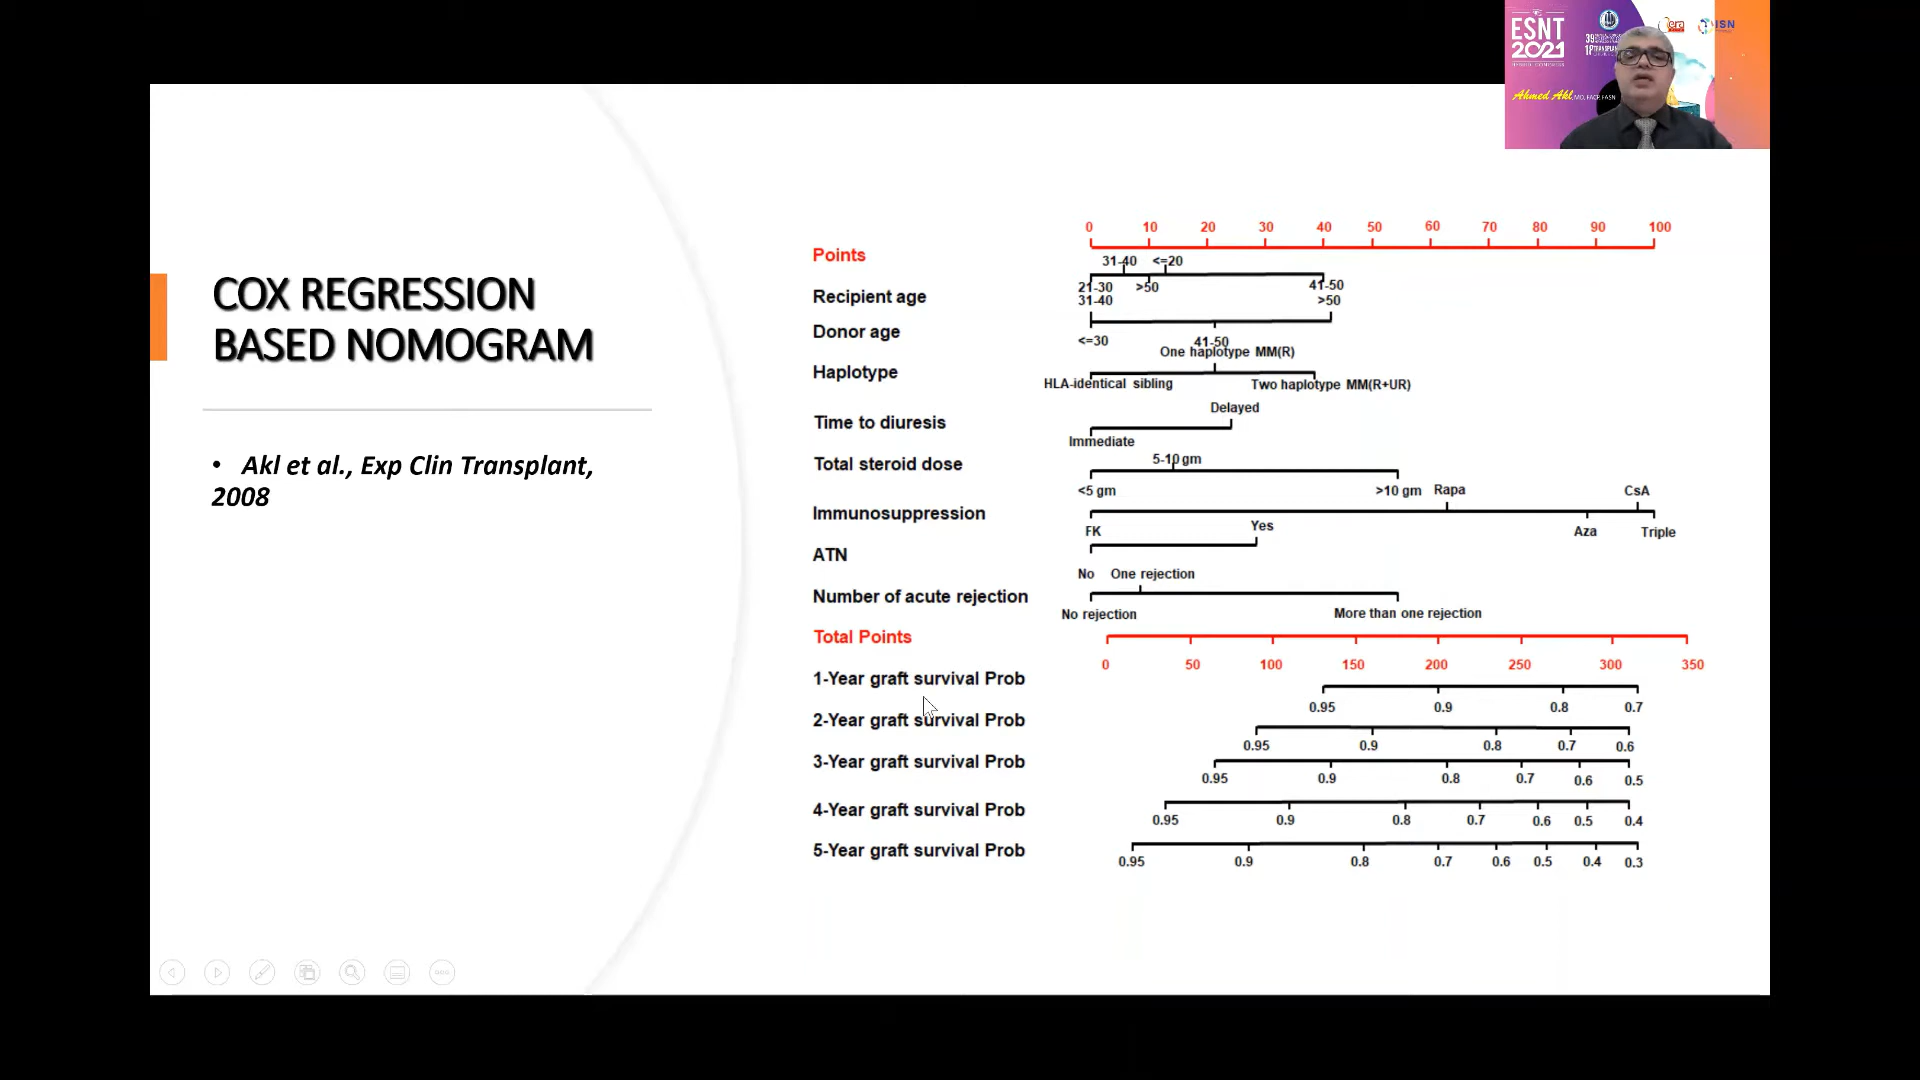 ESNT
2021
ISN
Ahmed Akl, MD, FACP, FASN
COX REGRESSION
BASED NOMOGRAM
• Akl et al., Exp Clin Transplant,
2008
0 10 20 30 40 50 60 70 80 90 100
Points
31-40 <=20
Recipient age
21-30 >50 41-50
31-40 >50
Donor age
<=30 41-50
One haplotype MM(R)
Haplotype
HLA-identical sibling Two haplotype MM(R+UR)
Delayed
Time to diuresis
Immediate
5-10 gm
Total steroid dose
<5 gm >10 gm Rapa CsA
Immunosuppression
FK Yes Aza Triple
ATN
No One rejection
Number of acute rejection
No rejection More than one rejection
Total Points
0 50 100 150 200 250 300 350
1-Year graft survival Prob
0.95 0.9 0.8 0.7
2-Year graft survival Prob
0.95 0.9 0.8 0.7 0.6
3-Year graft survival Prob
0.95 0.9 0.8 0.7 0.6 0.5
4-Year graft survival Prob
0.95 0.9 0.8 0.7 0.6 0.5 0.4
5-Year graft survival Prob
0.95 0.9 0.8 0.7 0.6 0.5 0.4 0.3